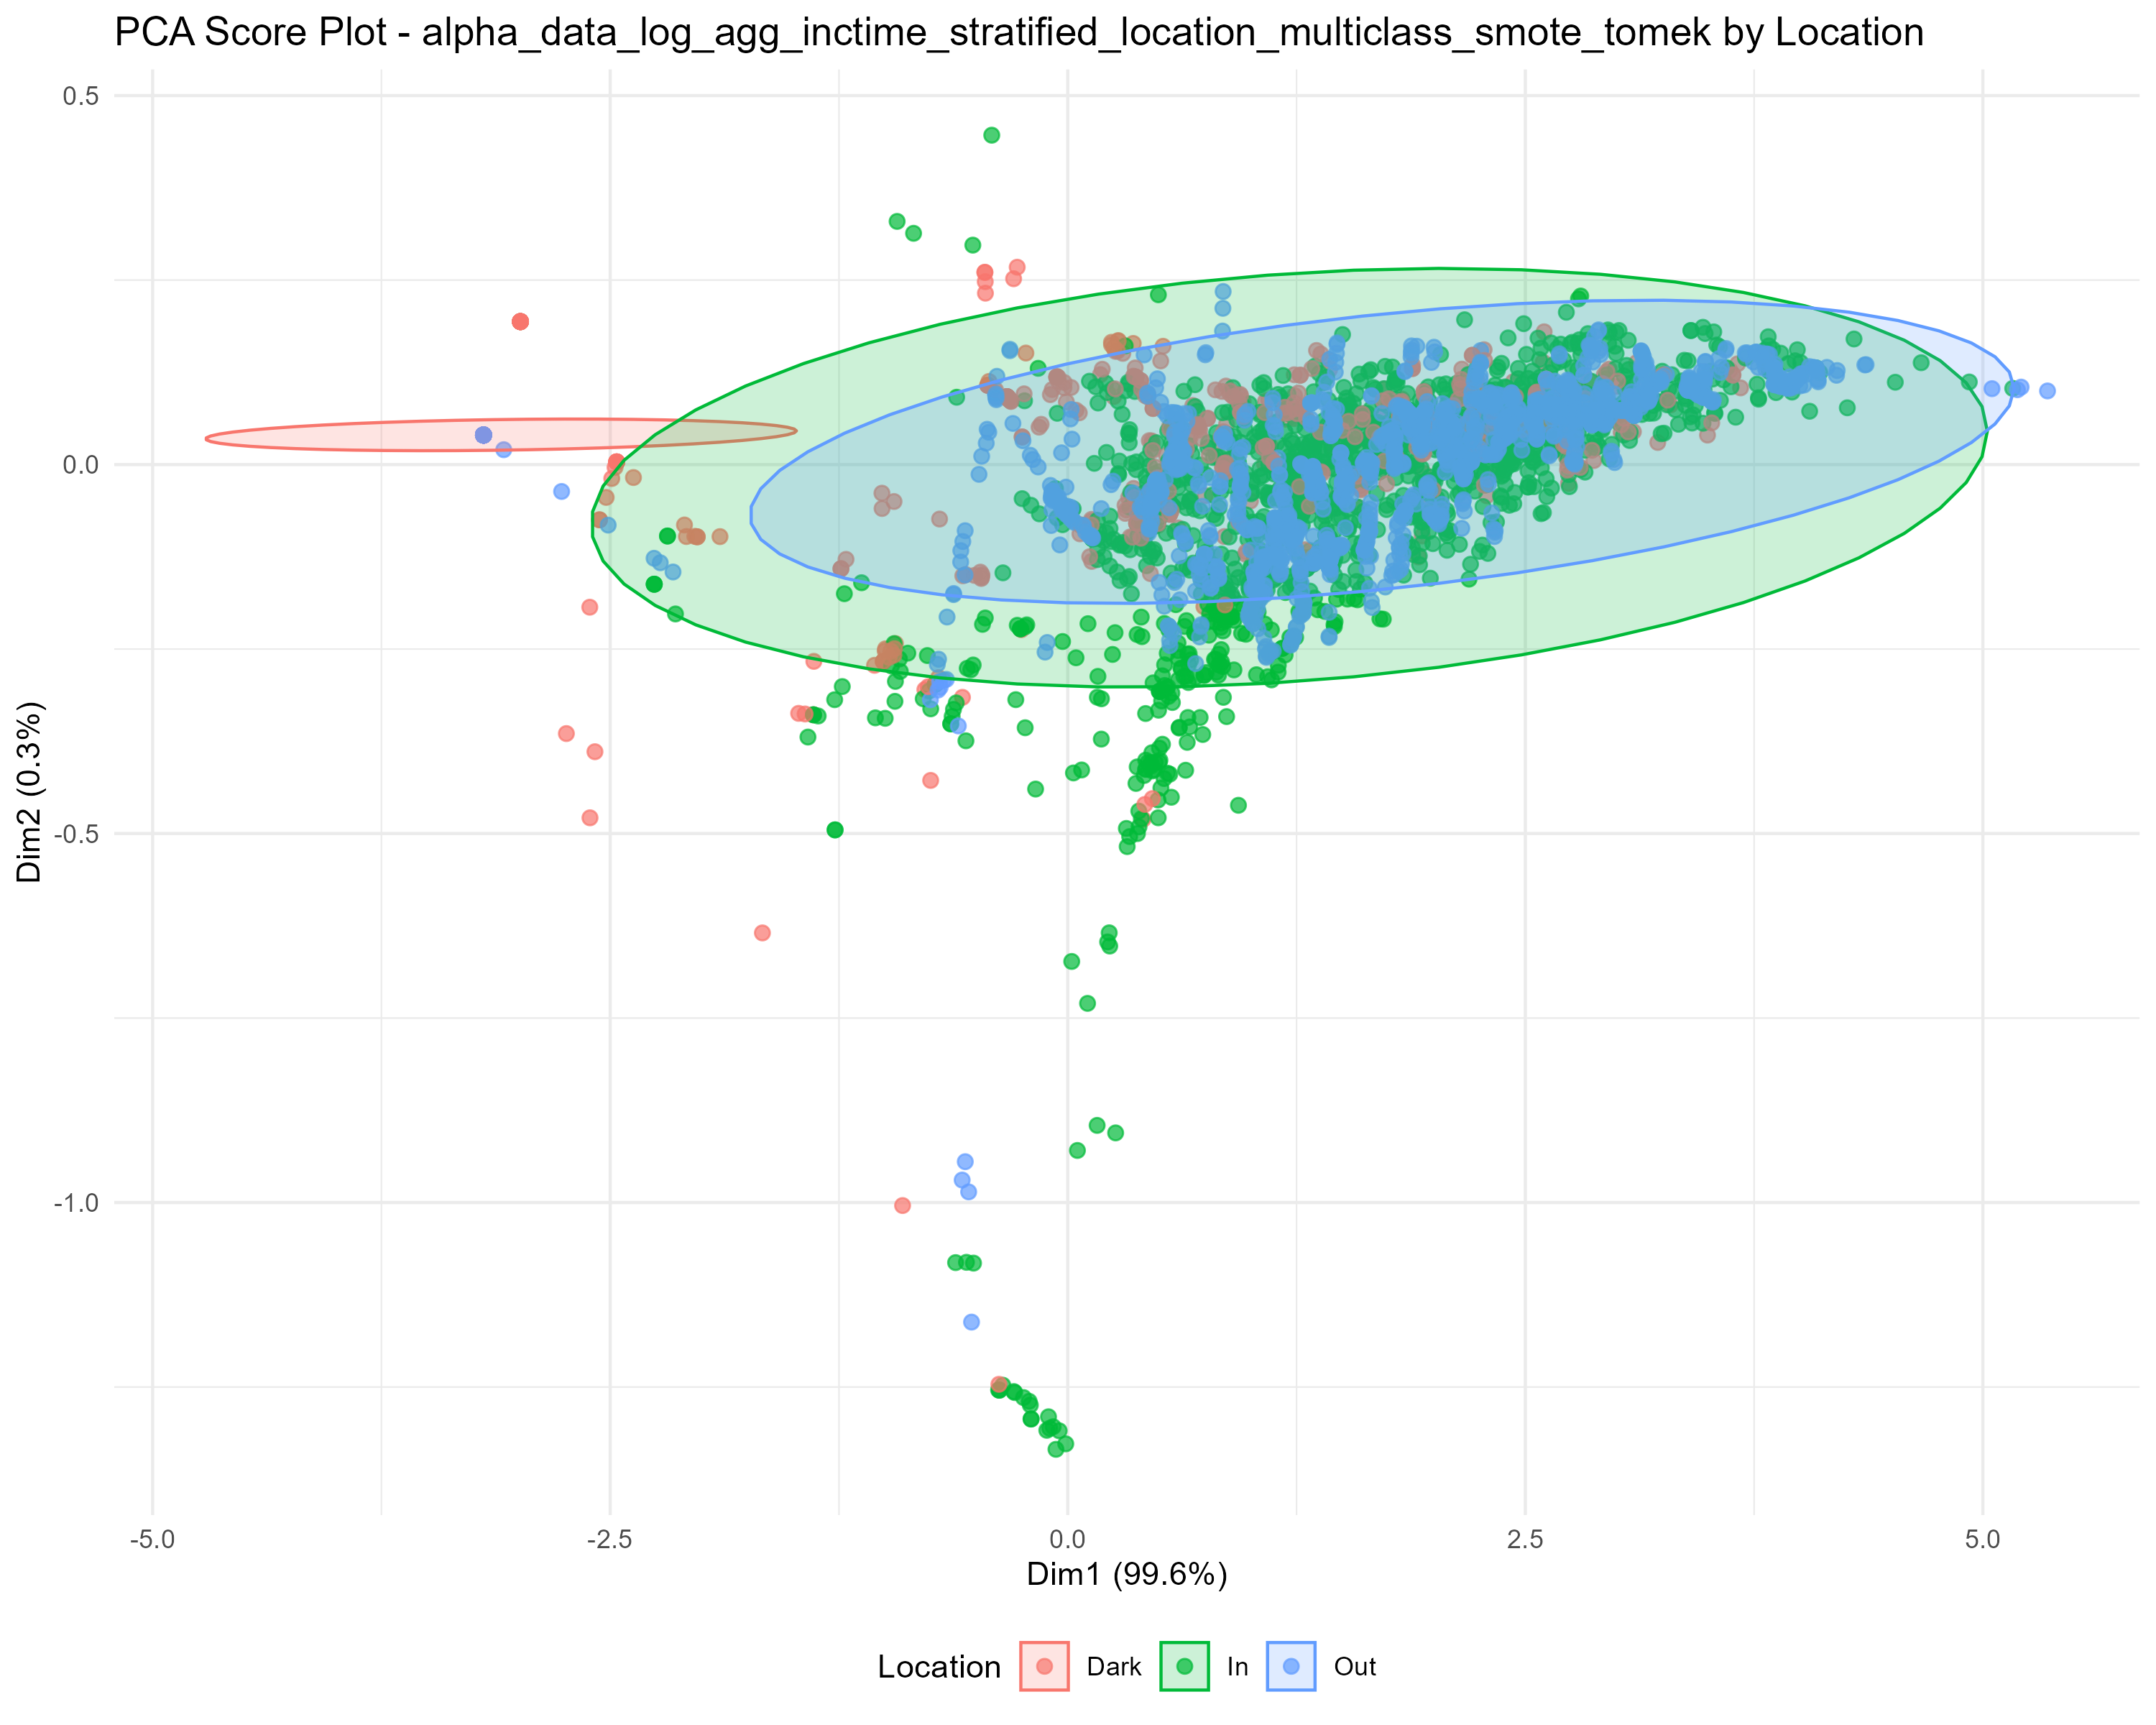 PCA Score Plot - alpha_data_log_agg_inctime_stratified_location_multiclass_smote_tomek by Location
0.5
0.0
-0.5
-1.0
Dim2 (0.3%)
-5.0
-2.5
0.0
2.5
5.0
Dim1 (99.6%)
Location
Dark
In
Out